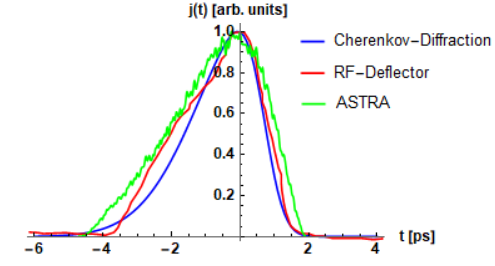 j(t) [arb. units]
1.0
Cherenkov-Diffraction
0.8
RF-Deflector
ASTRA
0.6
0.4
0.2
-6 -4 -2 2 4 t [ps]